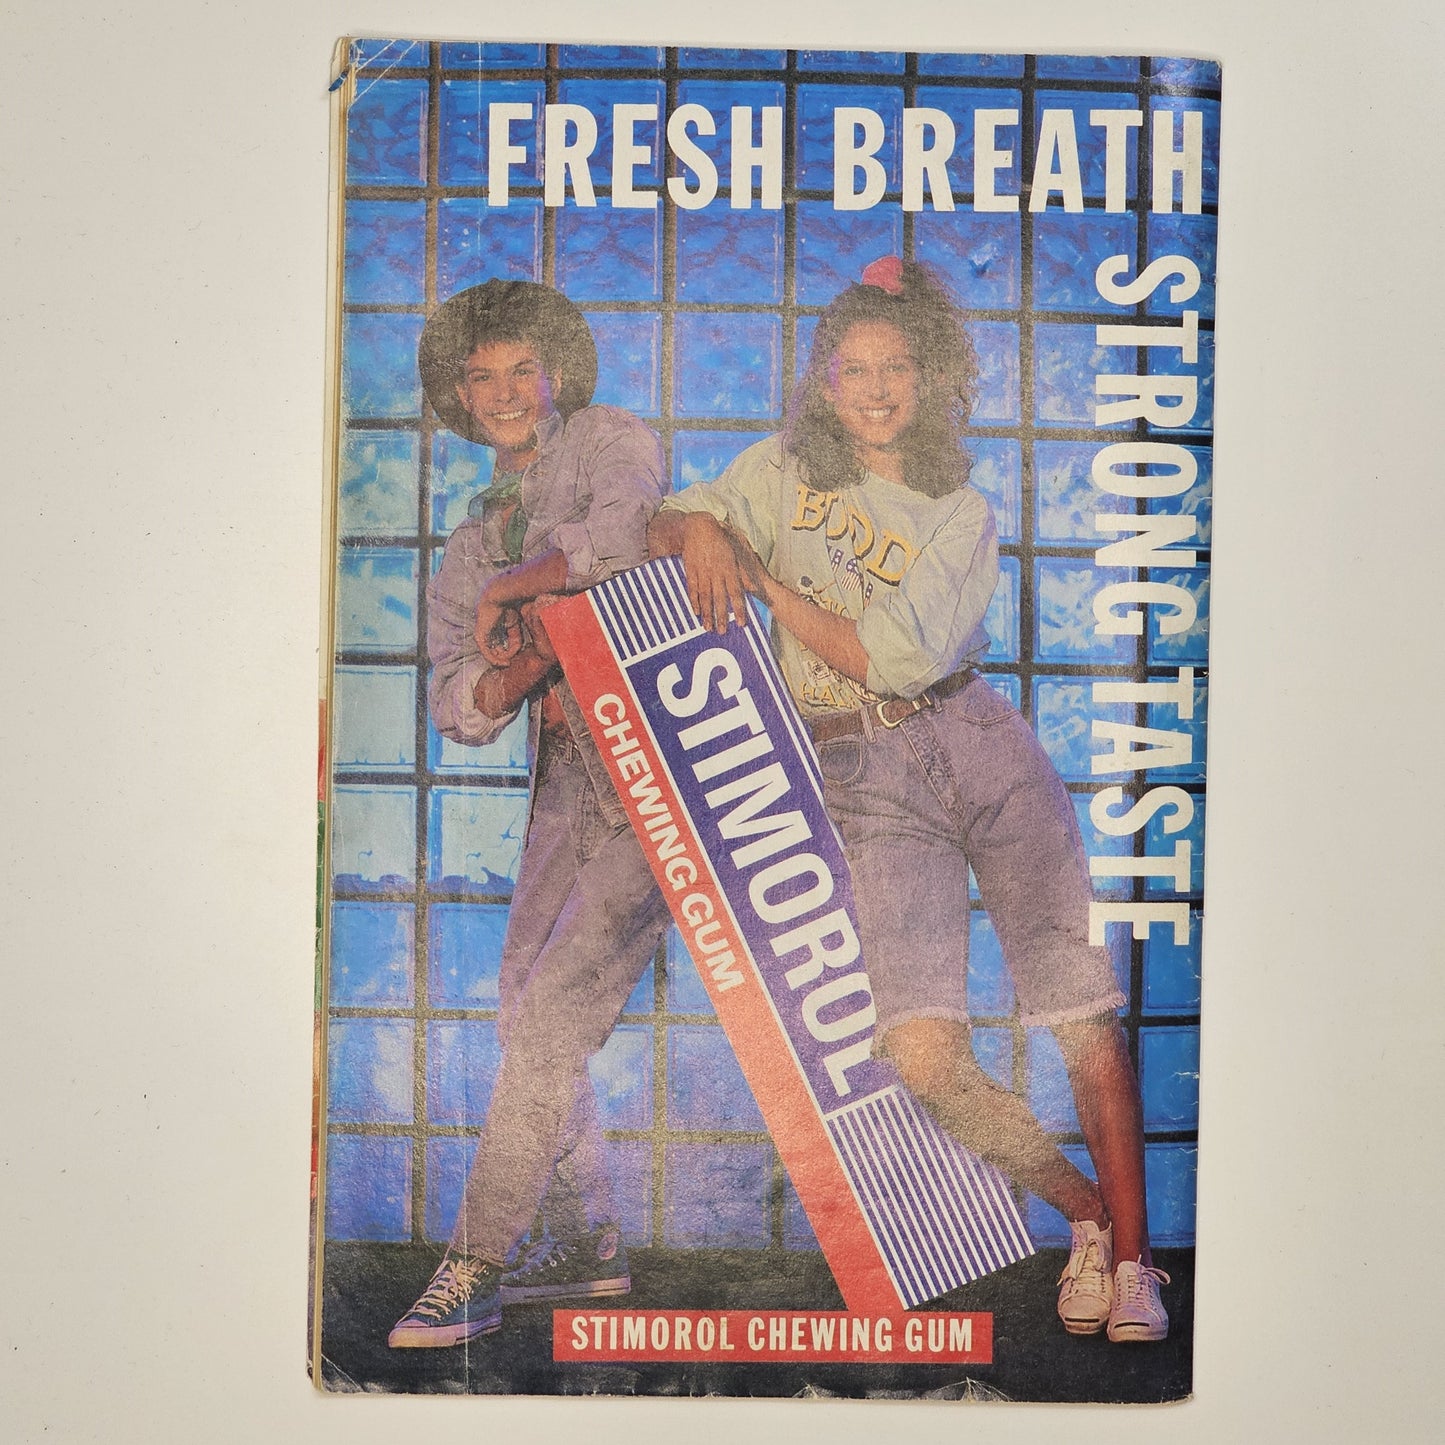 FRESH BREATH
STRONG TASTE
STIMOROL
CHEWING GUM
STIMOROL CHEWING GUM